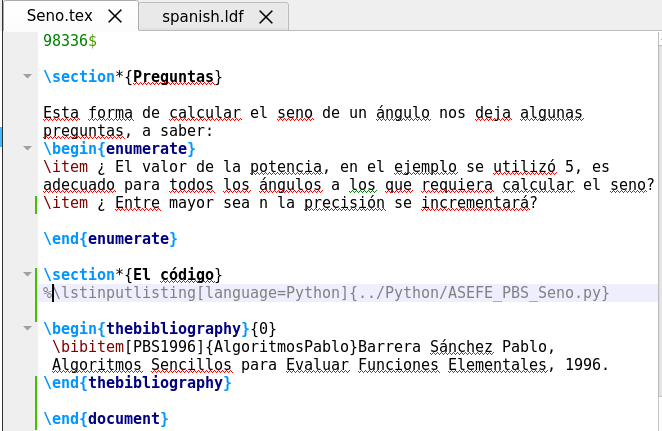 Seno.tex
spanish.ldf
98336$
\section*{Preguntas}
Esta forma de calcular el seno de un ángulo nos deja algunas
preguntas, a saber:
\begin{enumerate}
\item ¿ El valor de la potencia, en el ejemplo se utilizó 5, es
adecuado para todos los ángulos a los que requiera calcular el seno?
\item ¿ Entre mayor sea n la precisión se incrementará?
\end{enumerate}
\section*{El código}
%\lstinputlisting[language=Python]{../Python/ASEFE_PBS_Seno.py}
\begin{thebibliography}{0}
\bibitem[PBS1996]{AlgoritmosPablo}Barrera Sánchez Pablo,
Algoritmos Sencillos para Evaluar Funciones Elementales, 1996.
\end{thebibliography}
\end{document}